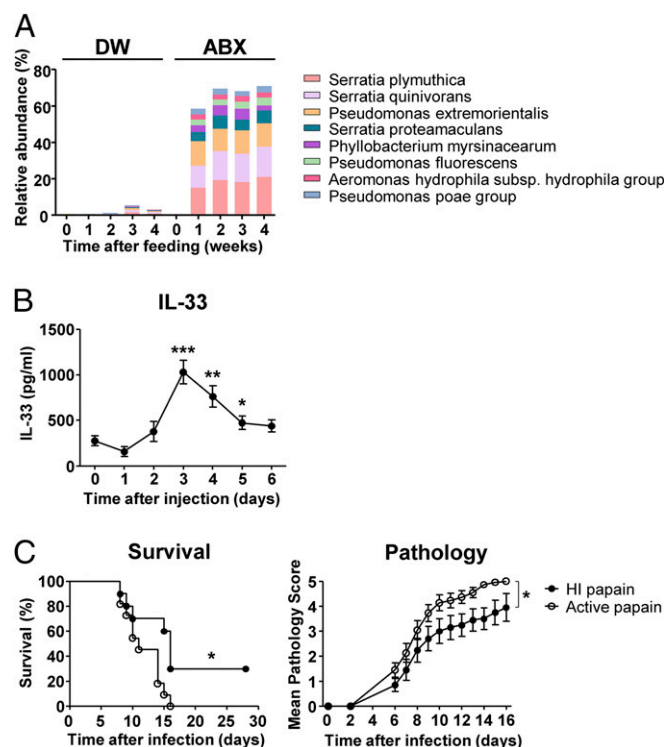 A
DW ABX
Relative abundance (%)
80
60
40
20
0
0 1 2 3 4 0 1 2 3 4
Time after feeding (weeks)
Serratia plymuthica
Serratia quinivorans
Pseudomonas extremorientalis
Serratia proteamaculans
Phyllobacterium myrsinacearum
Pseudomonas fluorescens
Aeromonas hydrophila subsp. hydrophila group
Pseudomonas poae group
B
IL-33
IL-33 (pg/ml)
1500
1000
500
0
*** ** *
0 1 2 3 4 5 6
Time after injection (days)
C
Survival
Survival (%)
100
80
60
40
20
0
*
0 5 10 15 20 25 30
Time after infection (days)
Pathology
Mean Pathology Score
5
4
3
2
1
0
*
0 2 4 6 8 10 12 14 16
Time after infection (days)
HI papain
Active papain